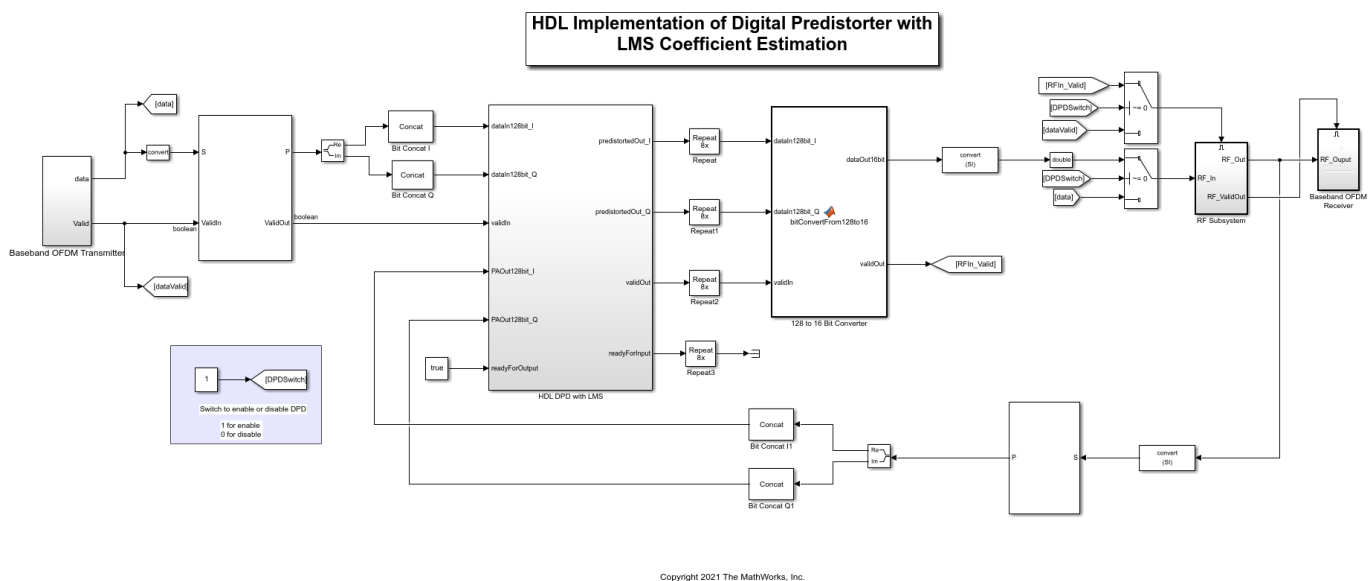 HDL Implementation of Digital Predistorter with
LMS Coefficient Estimation
[data]
convert
data
Valid
Baseband OFDM Transmitter
[dataValid]
boolean
S
P
ValidIn
ValidOut
boolean
Re
Im
Concat
Bit Concat I
Concat
Bit Concat Q
dataIn128bit_I
dataIn128bit_Q
validIn
PAOut128bit_I
PAOut128bit_Q
readyForOutput
predistortedOut_I
predistortedOut_Q
validOut
readyForInput
HDL DPD with LMS
true
Repeat
8x
Repeat
Repeat
8x
Repeat1
Repeat
8x
Repeat2
Repeat
8x
Repeat3
dataIn128bit_I
dataIn128bit_Q
validIn
bitConvertFrom128to16
dataOut16bit
validOut
128 to 16 Bit Converter
[RFIn_Valid]
convert
(SI)
double
[RFIn_Valid]
[DPDSwitch]
[dataValid]
~= 0
[DPDSwitch]
[data]
~= 0
RF_In
RF_Out
RF_ValidOut
RF Subsystem
RF_Ouput
Baseband OFDM
Receiver
1
[DPDSwitch]
Switch to enable or disable DPD
1 for enable
0 for disable
Concat
Bit Concat I1
Concat
Bit Concat Q1
Re
Im
P
S
convert
(SI)
Copyright 2021 The MathWorks, Inc.